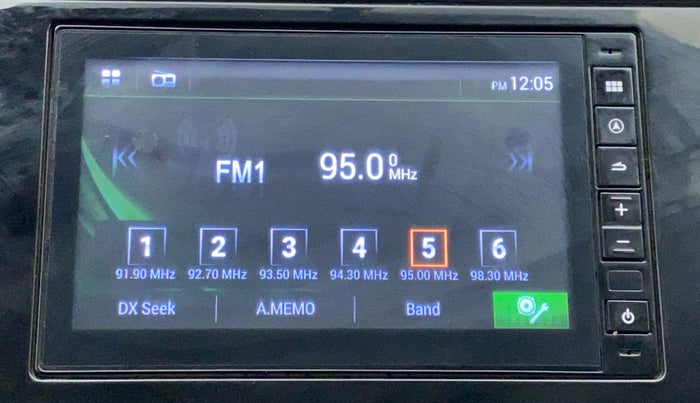 PM 12:05
FM1 95.00 MHz
1 2 3 4 5 6
91.90 MHz 92.70 MHz 93.50 MHz 94.30 MHz 95.00 MHz 98.30 MHz
DX Seek A.MEMO Band